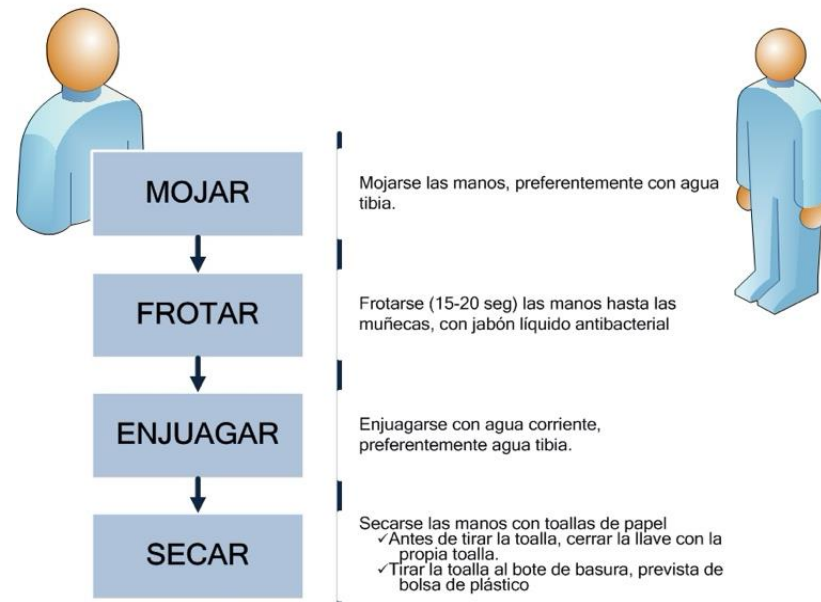 MOJAR
Mojarse las manos, preferentemente con agua
tibia.
FROTAR
Frotarse (15-20 seg) las manos hasta las
muñecas, con jabón líquido antibacterial
ENJUAGAR
Enjuagarse con agua corriente,
preferentemente agua tibia.
SECAR
Secarse las manos con toallas de papel
✓Antes de tirar la toalla, cerrar la llave con la
propia toalla.
✓Tirar la toalla al bote de basura, prevista de
bolsa de plástico